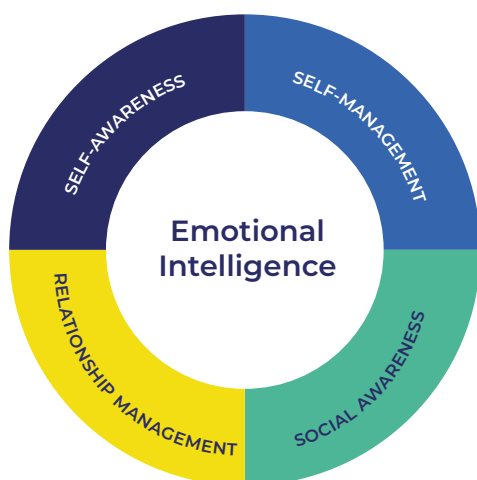 SELF-AWARENESS
SELF-MANAGEMENT
Emotional
Intelligence
RELATIONSHIP MANAGEMENT
SOCIAL AWARENESS